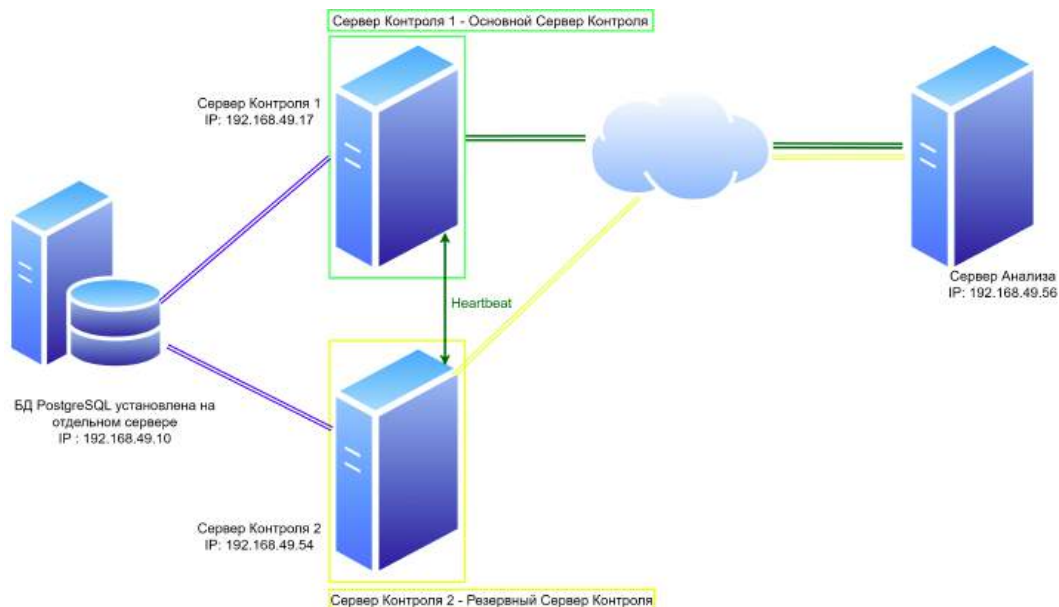 Сервер Контроля 1 - Основной Сервер Контроля
Сервер Контроля 1
IP: 192.168.49.17
Сервер Анализа
IP: 192.168.49.56
Heartbeat
БД PostgreSQL установлена на
отдельном сервере
IP : 192.168.49.10
Сервер Контроля 2
IP: 192.168.49.54
Сервер Контроля 2 - Резервный Сервер Контроля